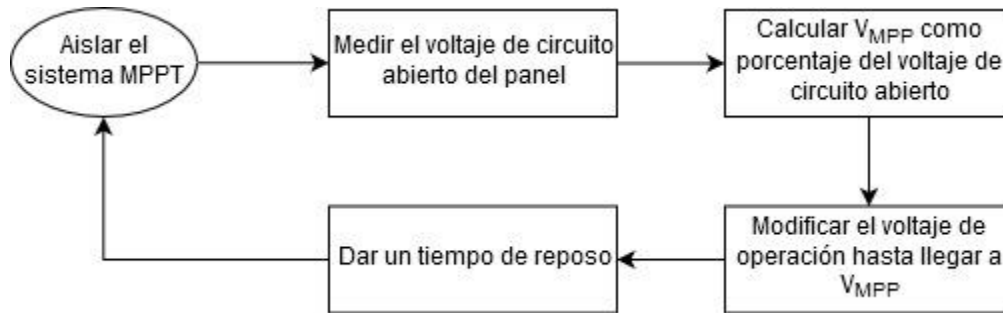 Aislar el
sistema MPPT
Medir el voltaje de circuito
abierto del panel
Calcular VMPP como
porcentaje del voltaje de
circuito abierto
Modificar el voltaje de
operación hasta llegar a
VMPP
Dar un tiempo de reposo